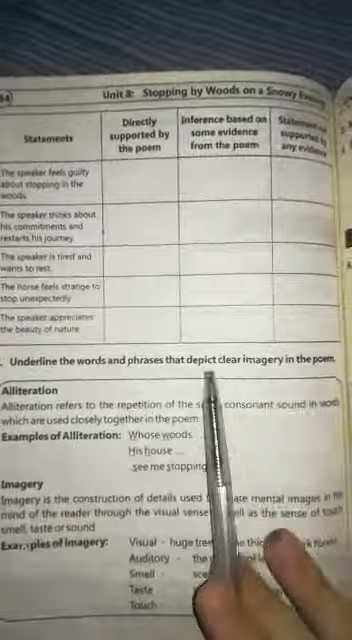 64
Unit 8: Stopping by Woods on a Snowy
Stataments
Directly supported by the poem
Inference based on some evidence from the poem
Statement supported any evidence
The speaker feels guilty about stopping in the woods
The speaker thinks about his commitments and restarts his journey.
The speaker is tired and wants to rest.
The horse feels strange to stop unexpectedly
The speaker appreciates the beauty of nature
Underline the words and phrases that depict clear imagery in the poem.
Alliteration
Alliteration refers to the repetition of the consonant sound in
which are used closely together in the poem.
Examples of Alliteration: Whose woods
His house ...
see me stopping
Imagery
Imagery is the construction of details used mental images in
mind of the reader through the visual sense as the sense of touch
smell, taste or sound
Examples of Imagery: Visual - huge
Auditory - the
Smell -
Taste
Touch